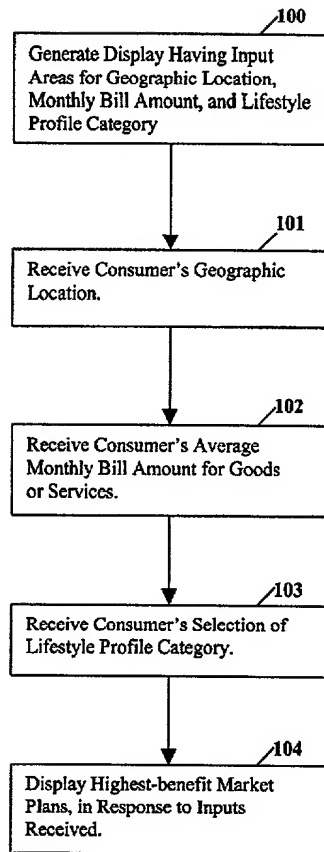 100
Generate Display Having Input
Areas for Geographic Location,
Monthly Bill Amount, and Lifestyle
Profile Category
101
Receive Consumer's Geographic
Location.
102
Receive Consumer's Average
Monthly Bill Amount for Goods
or Services.
103
Receive Consumer's Selection of
Lifestyle Profile Category.
104
Display Highest-benefit Market
Plans, in Response to Inputs
Received.